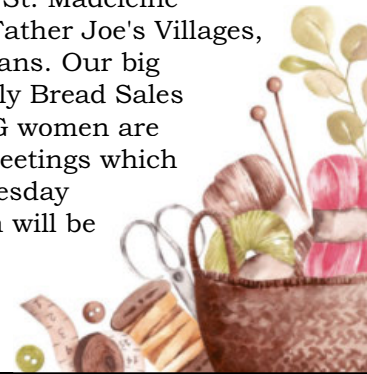 St. Madeleine
Father Joe's Villages,
ans. Our big
ly Bread Sales
G women are
eetings which
esday
will be